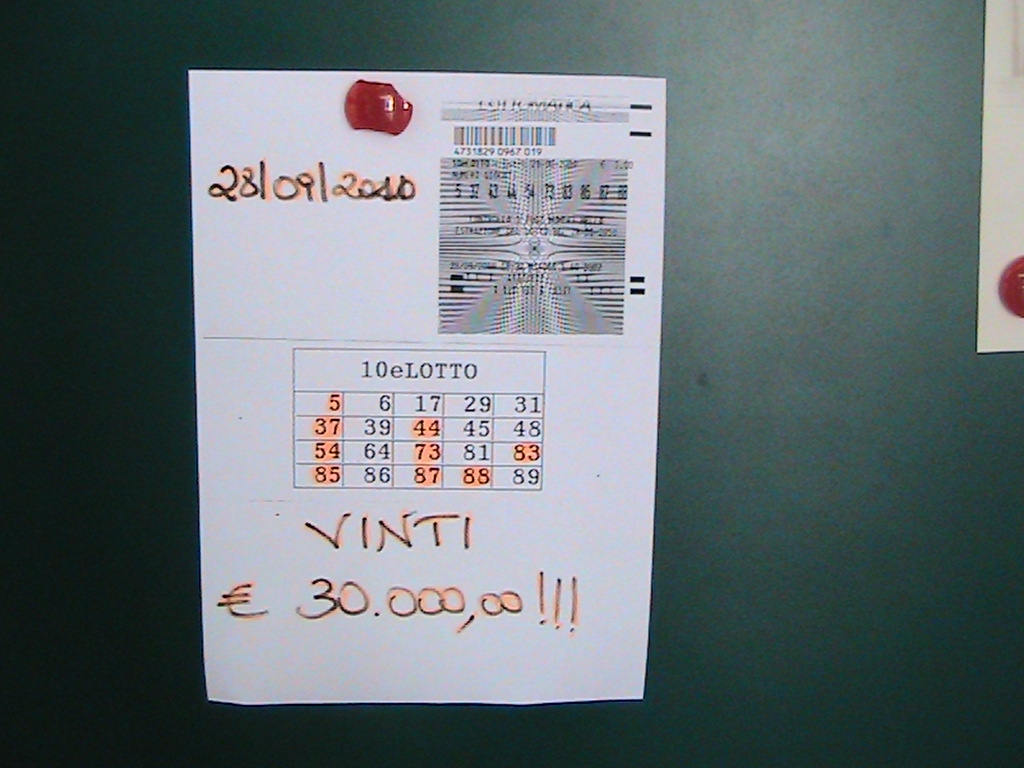 28/09/2010
LOTTOMATICA
4731829 0967 019
10eLOTTO
5 6 17 29 31
37 39 44 45 48
54 64 73 81 83
85 86 87 88 89
VINTI
€ 30.000,00!!!